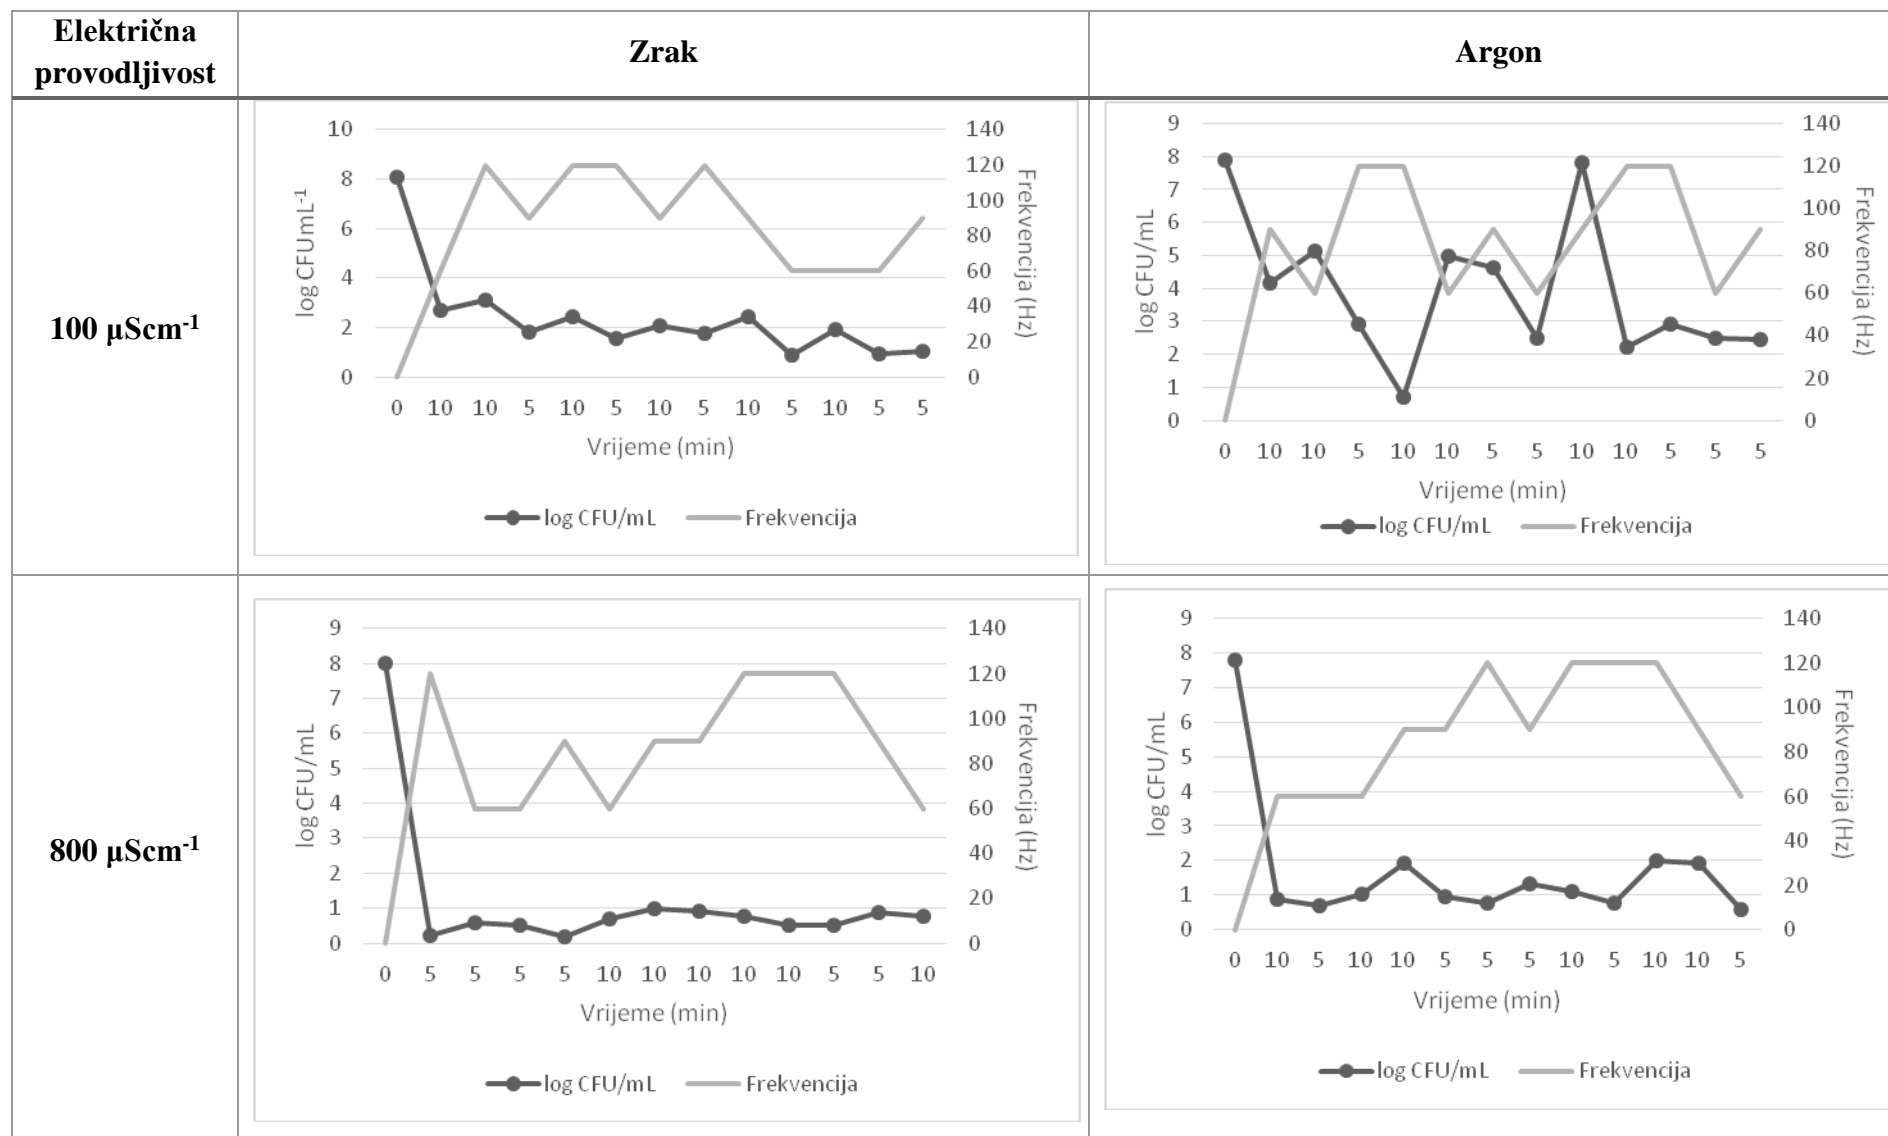 Električna
provodljivost
Zrak
Argon
100 µScm-1
10
8
6
4
2
0
log CFUmL-1
140
120
100
80
60
40
20
0
Frekvencija (Hz)
0 10 10 5 10 5 10 5 10 5 10 5 5
Vrijeme (min)
log CFU/mL Frekvencija
9
8
7
6
5
4
3
2
1
0
log CFU/mL
140
120
100
80
60
40
20
0
Frekvencija (Hz)
0 10 10 5 10 10 5 5 10 10 5 5 5
Vrijeme (min)
log CFU/mL Frekvencija
800 µScm-1
9
8
7
6
5
4
3
2
1
0
log CFU/mL
140
120
100
80
60
40
20
0
Frekvencija (Hz)
0 5 5 5 5 10 10 10 10 10 5 5 10
Vrijeme (min)
log CFU/mL Frekvencija
9
8
7
6
5
4
3
2
1
0
log CFU/mL
140
120
100
80
60
40
20
0
Frekvencija (Hz)
0 10 5 10 10 5 5 5 10 5 10 10 5
Vrijeme (min)
log CFU/mL Frekvencija